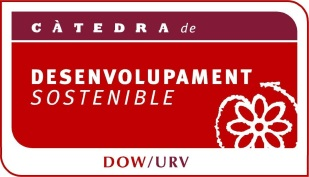 CÀTEDRA de
DESENVOLUPAMENT
SOSTENIBLE
DOW/URV